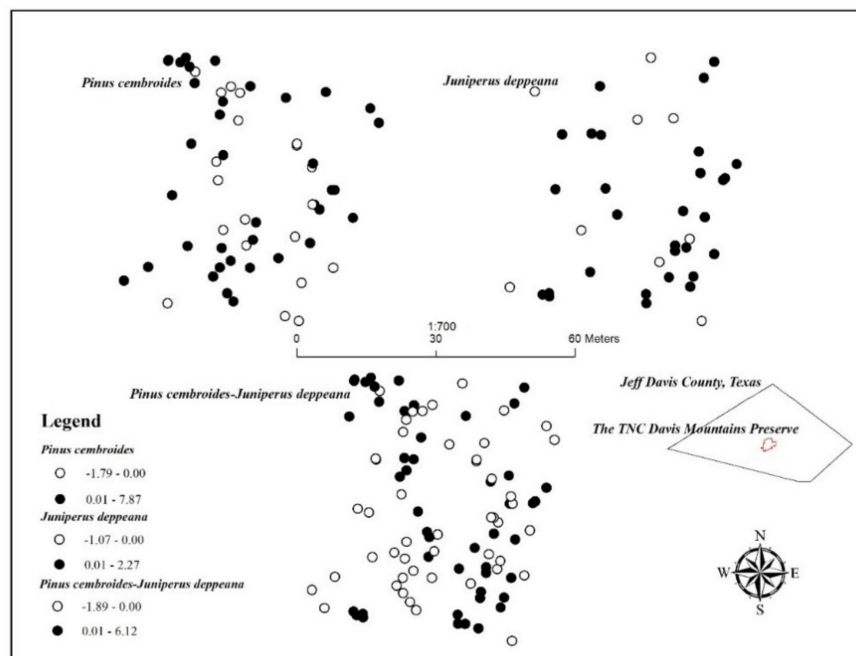 Pinus cembroides
Juniperus deppeana
1:700
0 30 60 Meters
Pinus cembroides-Juniperus deppeana
Jeff Davis County, Texas
The TNC Davis Mountains Preserve
Legend
Pinus cembroides
-1.79 - 0.00
0.01 - 7.87
Juniperus deppeana
-1.07 - 0.00
0.01 - 2.27
Pinus cembroides-Juniperus deppeana
-1.89 - 0.00
0.01 - 6.12
N
W E
S